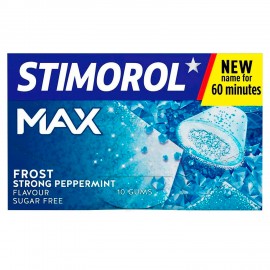 STIMOROL
NEW
name for
60 minutes
MAX
FROST
STRONG PEPPERMINT
FLAVOUR
SUGAR FREE
10 GUMS